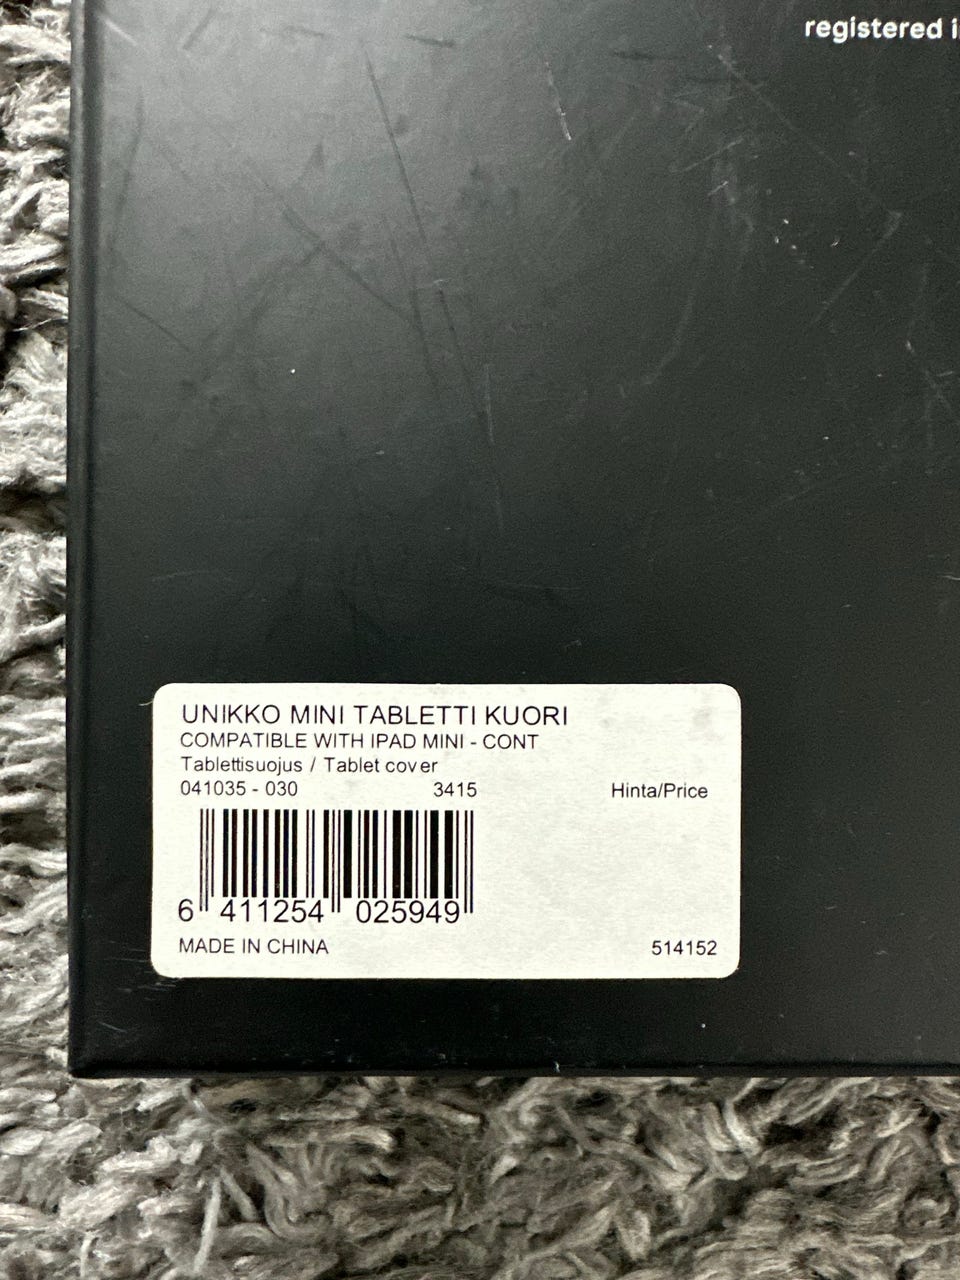 registered
UNIKKO MINI TABLETTI KUORI
COMPATIBLE WITH IPAD MINI - CONT
Tablettisuojus / Tablet cover
041035 - 030 3415 Hinta/Price
6 411254 025949
MADE IN CHINA 514152